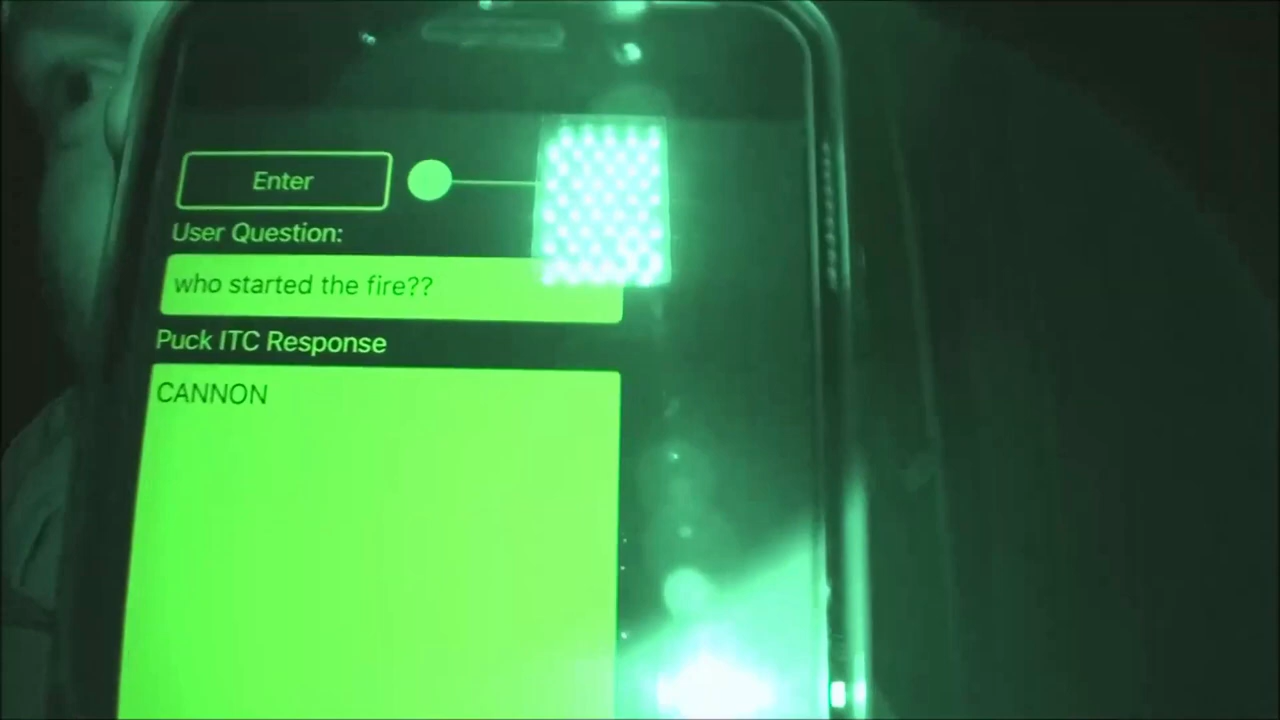 Enter
User Question:
who started the fire??
Puck ITC Response
CANNON